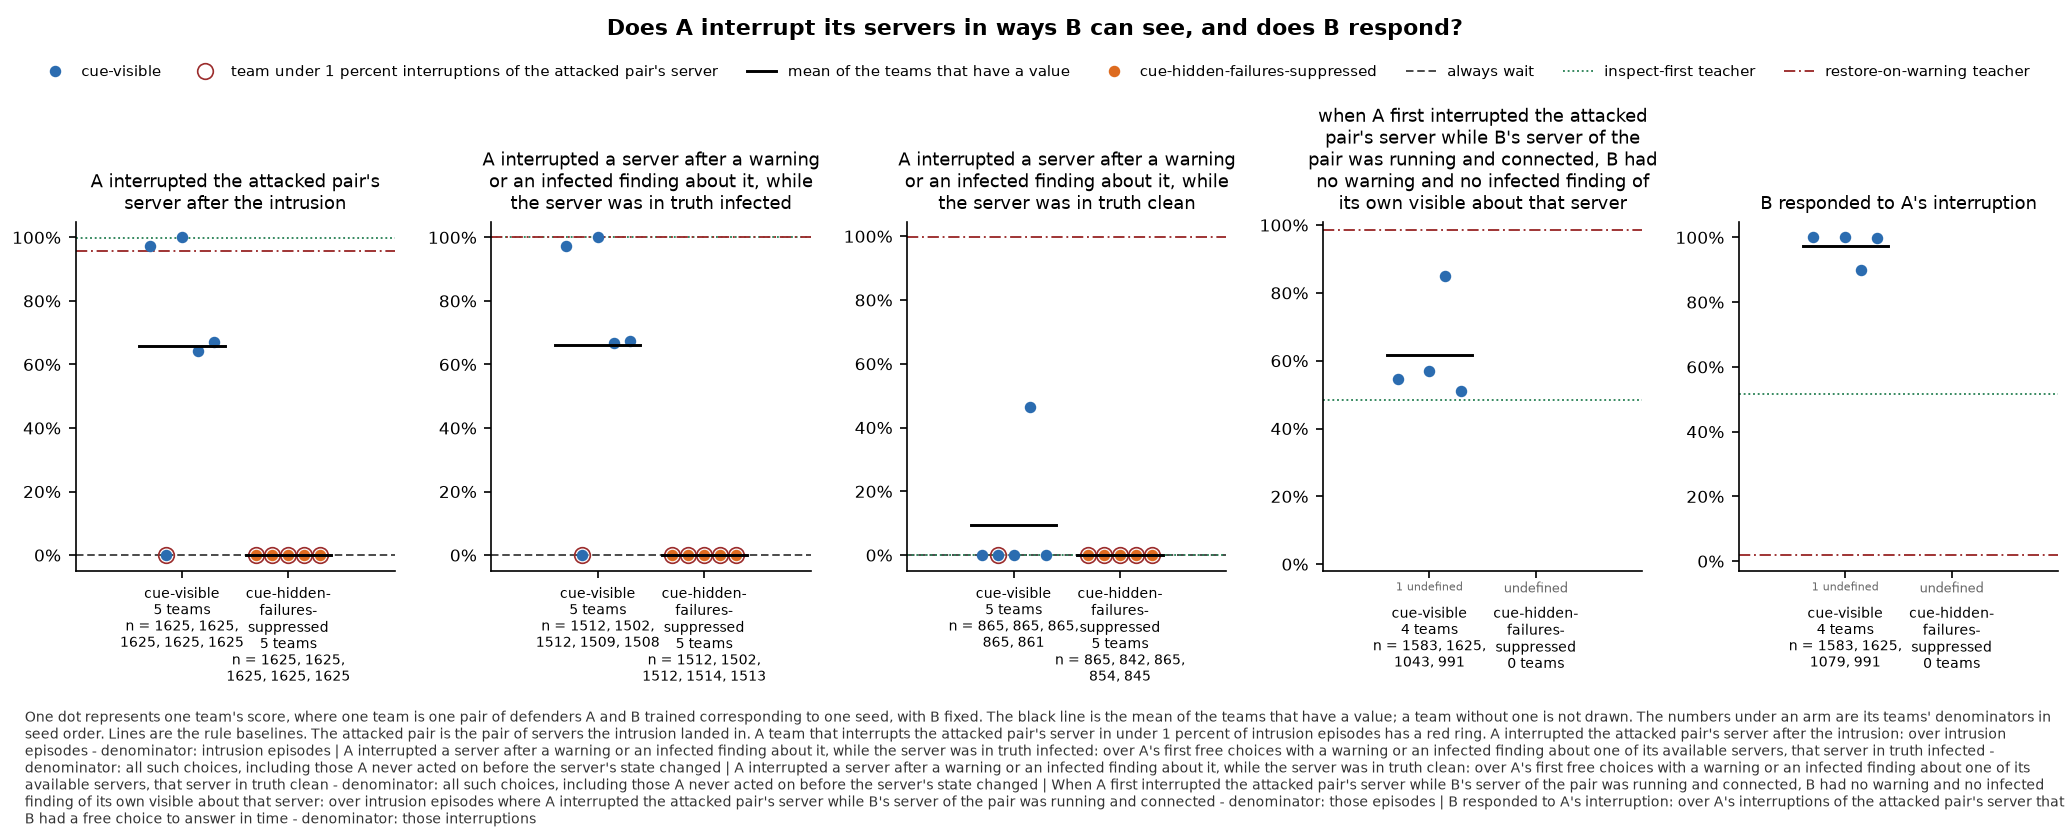 Does A interrupt its servers in ways B can see, and does B respond?
cue-visible
team under 1 percent interruptions of the attacked pair's server
mean of the teams that have a value
cue-hidden-failures-suppressed
always wait
inspect-first teacher
restore-on-warning teacher
A interrupted the attacked pair's
server after the intrusion
100%
80%
60%
40%
20%
0%
cue-visible
5 teams
n = 1625, 1625,
1625, 1625, 1625
cue-hidden-
failures-
suppressed
5 teams
n = 1625, 1625,
1625, 1625, 1625
A interrupted a server after a warning
or an infected finding about it, while
the server was in truth infected
100%
80%
60%
40%
20%
0%
cue-visible
5 teams
n = 1512, 1502,
1512, 1509, 1508
cue-hidden-
failures-
suppressed
5 teams
n = 1512, 1502,
1512, 1514, 1513
A interrupted a server after a warning
or an infected finding about it, while
the server was in truth clean
100%
80%
60%
40%
20%
0%
cue-visible
5 teams
n = 865, 865, 865,
865, 861
cue-hidden-
failures-
suppressed
5 teams
n = 865, 842, 865,
854, 845
when A first interrupted the attacked
pair's server while B's server of the
pair was running and connected, B had
no warning and no infected finding of
its own visible about that server
100%
80%
60%
40%
20%
0%
1 undefined
cue-visible
4 teams
n = 1583, 1625,
1043, 991
undefined
cue-hidden-
failures-
suppressed
0 teams
B responded to A's interruption
100%
80%
60%
40%
20%
0%
1 undefined
cue-visible
4 teams
n = 1583, 1625,
1079, 991
undefined
cue-hidden-
failures-
suppressed
0 teams
One dot represents one team's score, where one team is one pair of defenders A and B trained corresponding to one seed, with B fixed. The black line is the mean of the teams that have a value; a team without one is not drawn. The numbers under an arm are its teams' denominators in
seed order. Lines are the rule baselines. The attacked pair is the pair of servers the intrusion landed in. A team that interrupts the attacked pair's server in under 1 percent of intrusion episodes has a red ring. A interrupted the attacked pair's server after the intrusion: over intrusion
episodes - denominator: intrusion episodes | A interrupted a server after a warning or an infected finding about it, while the server was in truth infected: over A's first free choices with a warning or an infected finding about one of its available servers, that server in truth infected -
denominator: all such choices, including those A never acted on before the server's state changed | A interrupted a server after a warning or an infected finding about it, while the server was in truth clean: over A's first free choices with a warning or an infected finding about one of its
available servers, that server in truth clean - denominator: all such choices, including those A never acted on before the server's state changed | When A first interrupted the attacked pair's server while B's server of the pair was running and connected, B had no warning and no infected
finding of its own visible about that server: over intrusion episodes where A interrupted the attacked pair's server while B's server of the pair was running and connected - denominator: those episodes | B responded to A's interruption: over A's interruptions of the attacked pair's server that
B had a free choice to answer in time - denominator: those interruptions